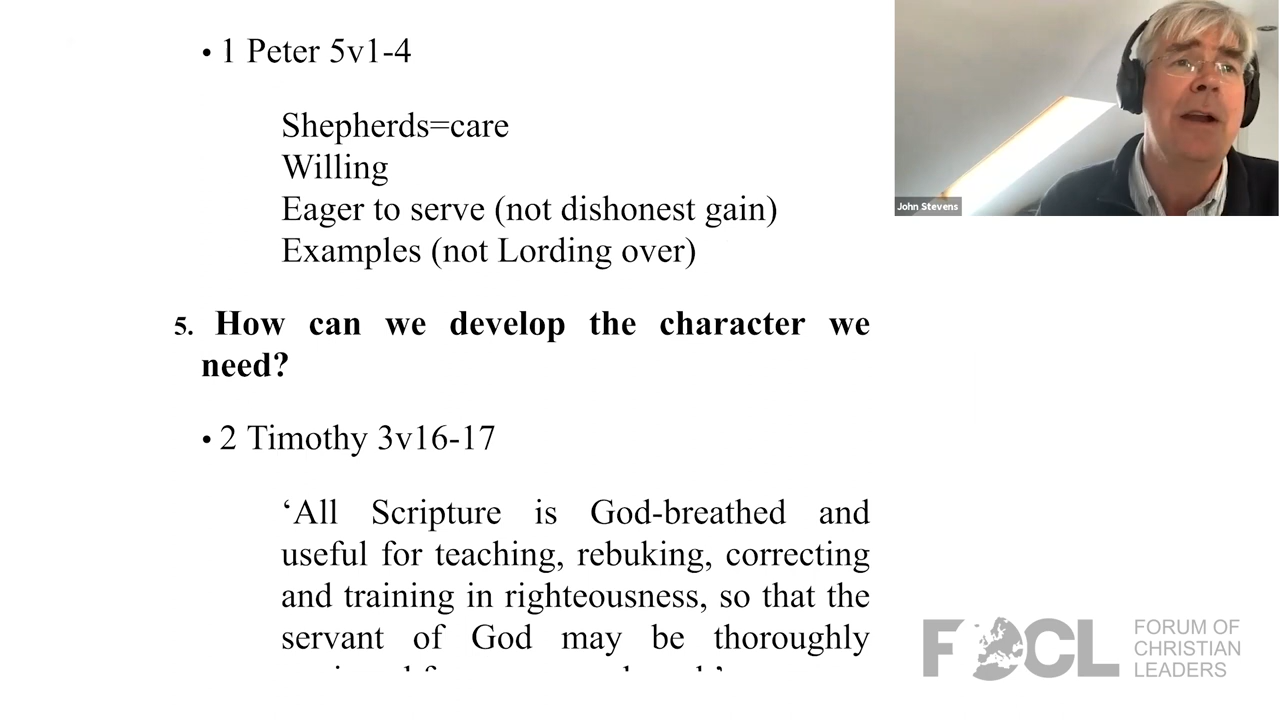 • 1 Peter 5v1-4
Shepherds=care
Willing
Eager to serve (not dishonest gain)
Examples (not Lording over)
5. How can we develop the character we
need?
• 2 Timothy 3v16-17
‘All Scripture is God-breathed and
useful for teaching, rebuking, correcting
and training in righteousness, so that the
servant of God may be thoroughly
John Stevens
FOCL
FORUM OF
CHRISTIAN
LEADERS